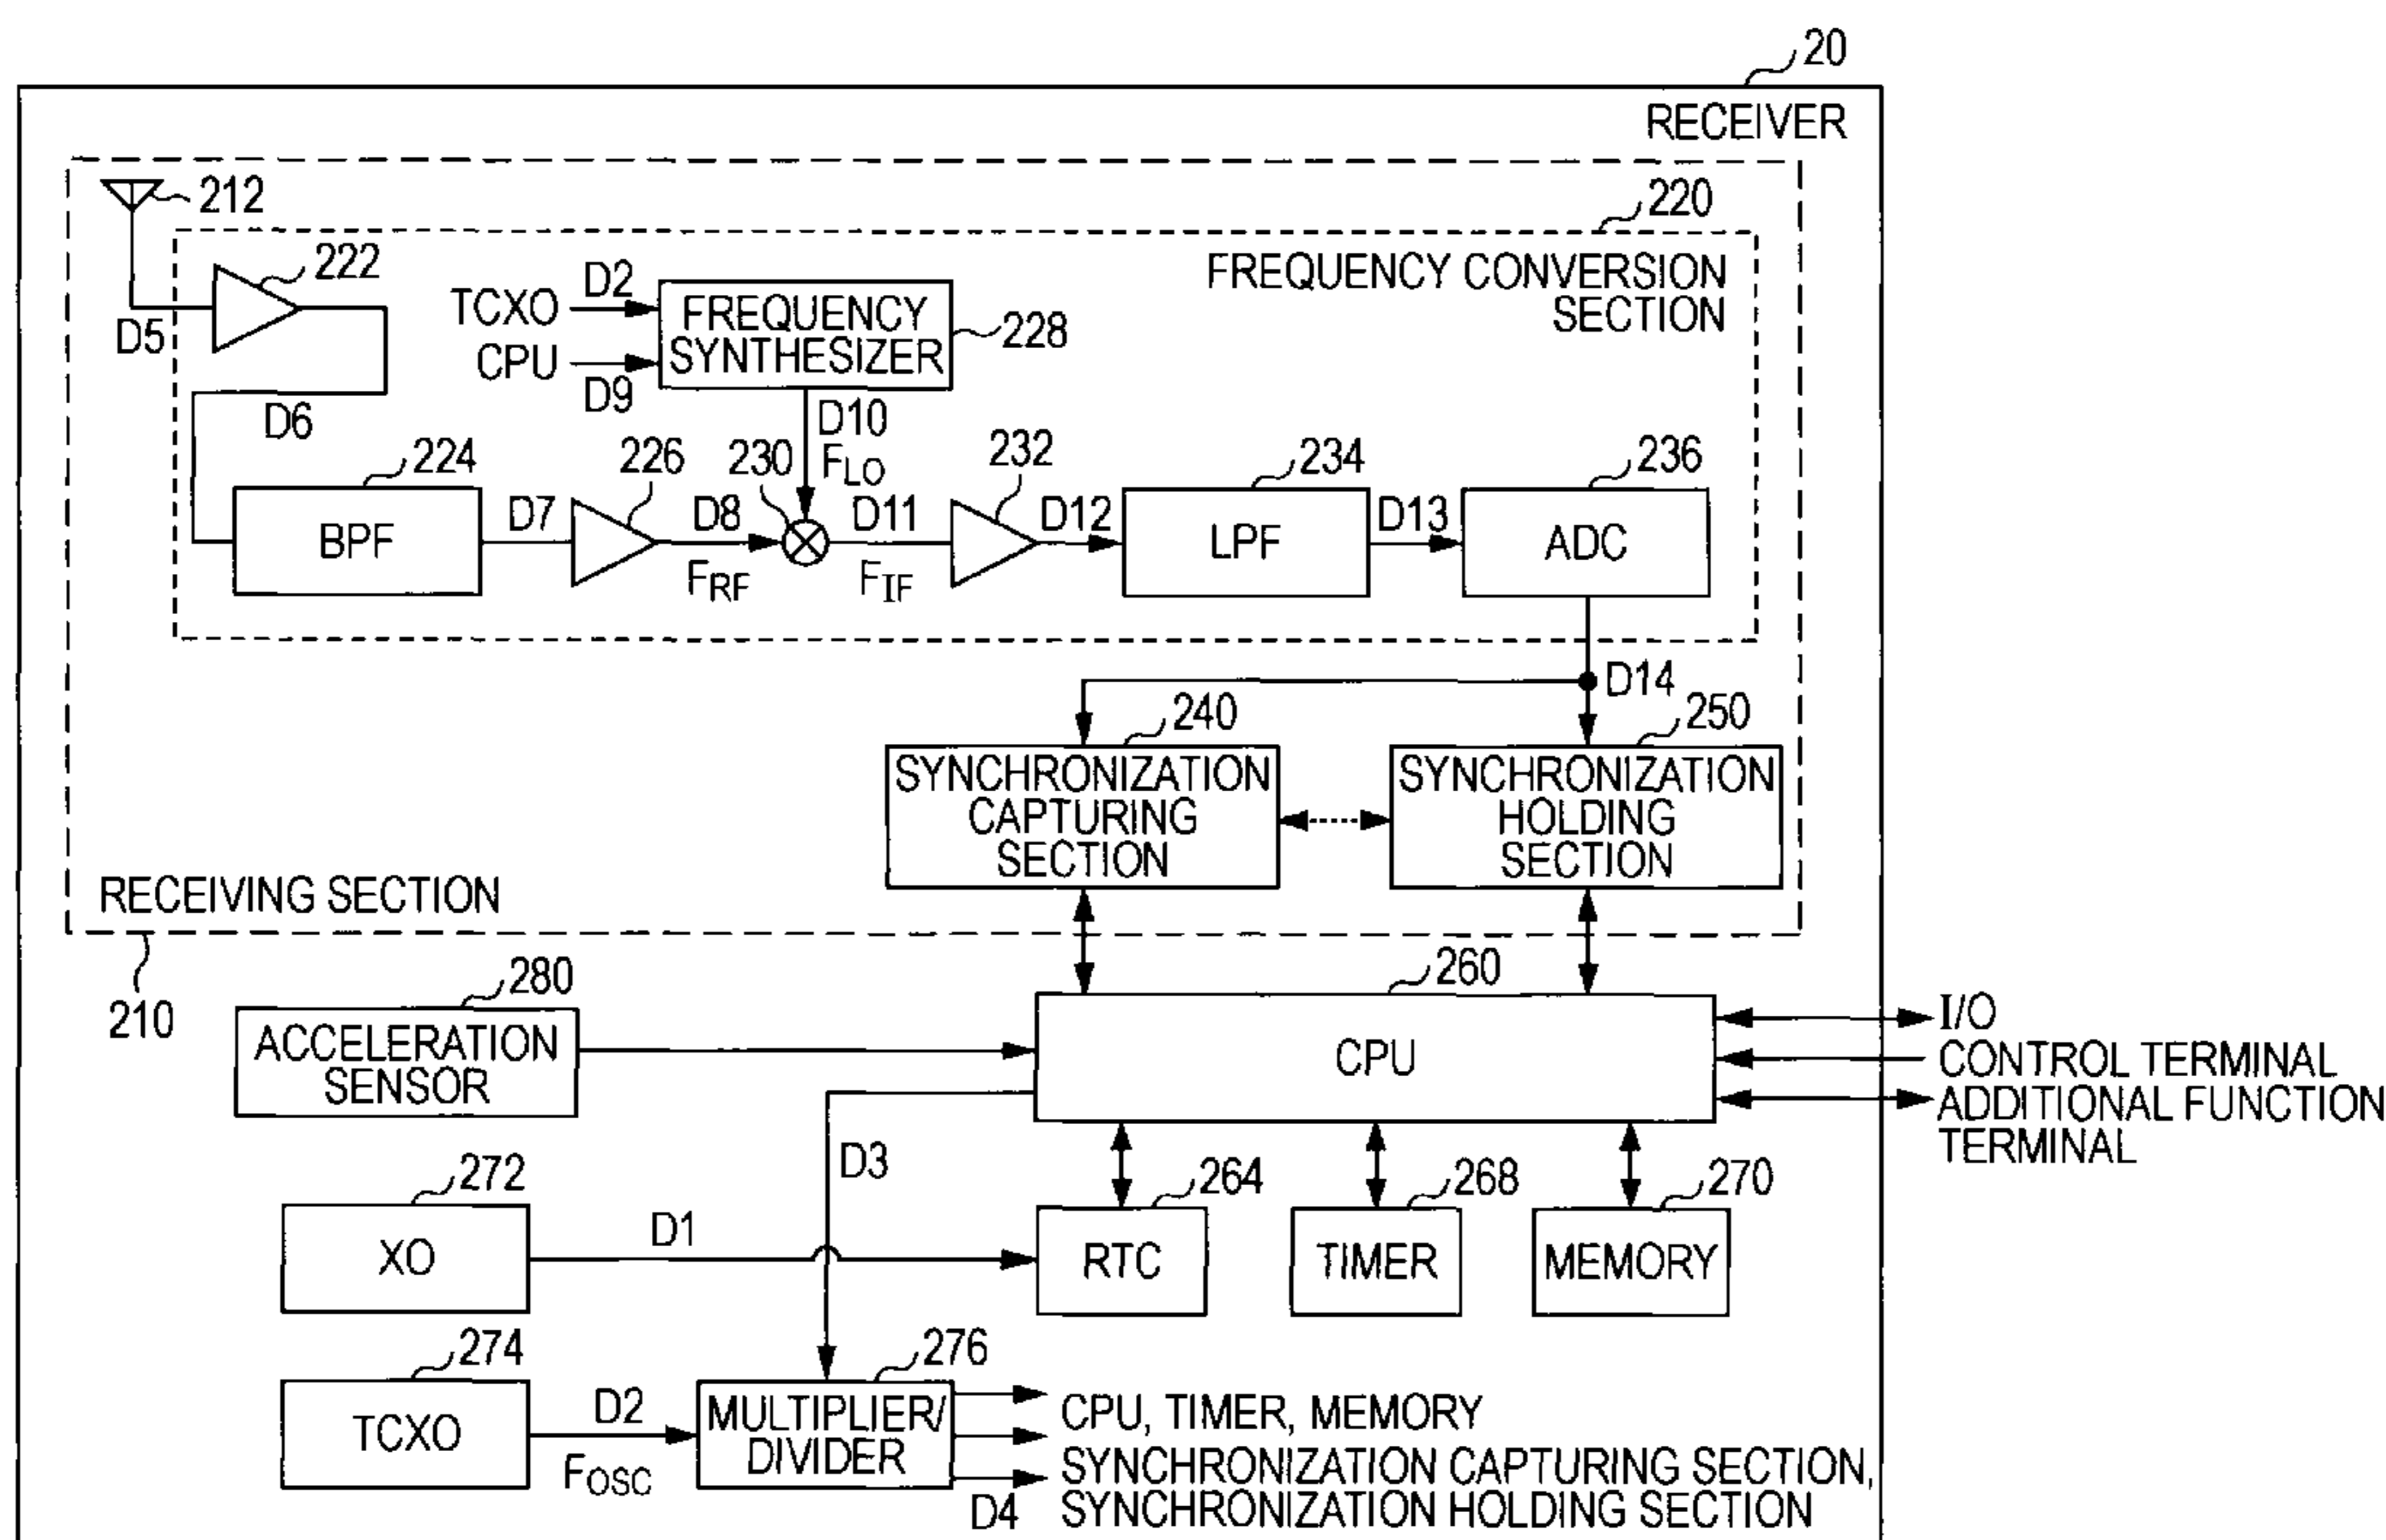 20
RECEIVER
212
220
222
FREQUENCY CONVERSION
SECTION
D5
TCXO
D2
CPU
D9
FREQUENCY
SYNTHESIZER
228
D6
D10
FLO
224
226
230
232
234
236
BPF
D7
D8
FRF
D11
FIF
D12
LPF
D13
ADC
D14
240
250
SYNCHRONIZATION
CAPTURING
SECTION
SYNCHRONIZATION
HOLDING
SECTION
RECEIVING SECTION
210
280
260
ACCELERATION
SENSOR
CPU
I/O
CONTROL TERMINAL
ADDITIONAL FUNCTION
TERMINAL
D3
272
264
268
270
XO
D1
RTC
TIMER
MEMORY
274
276
TCXO
D2
FOSC
MULTIPLIER/
DIVIDER
D4
CPU, TIMER, MEMORY
SYNCHRONIZATION CAPTURING SECTION,
SYNCHRONIZATION HOLDING SECTION